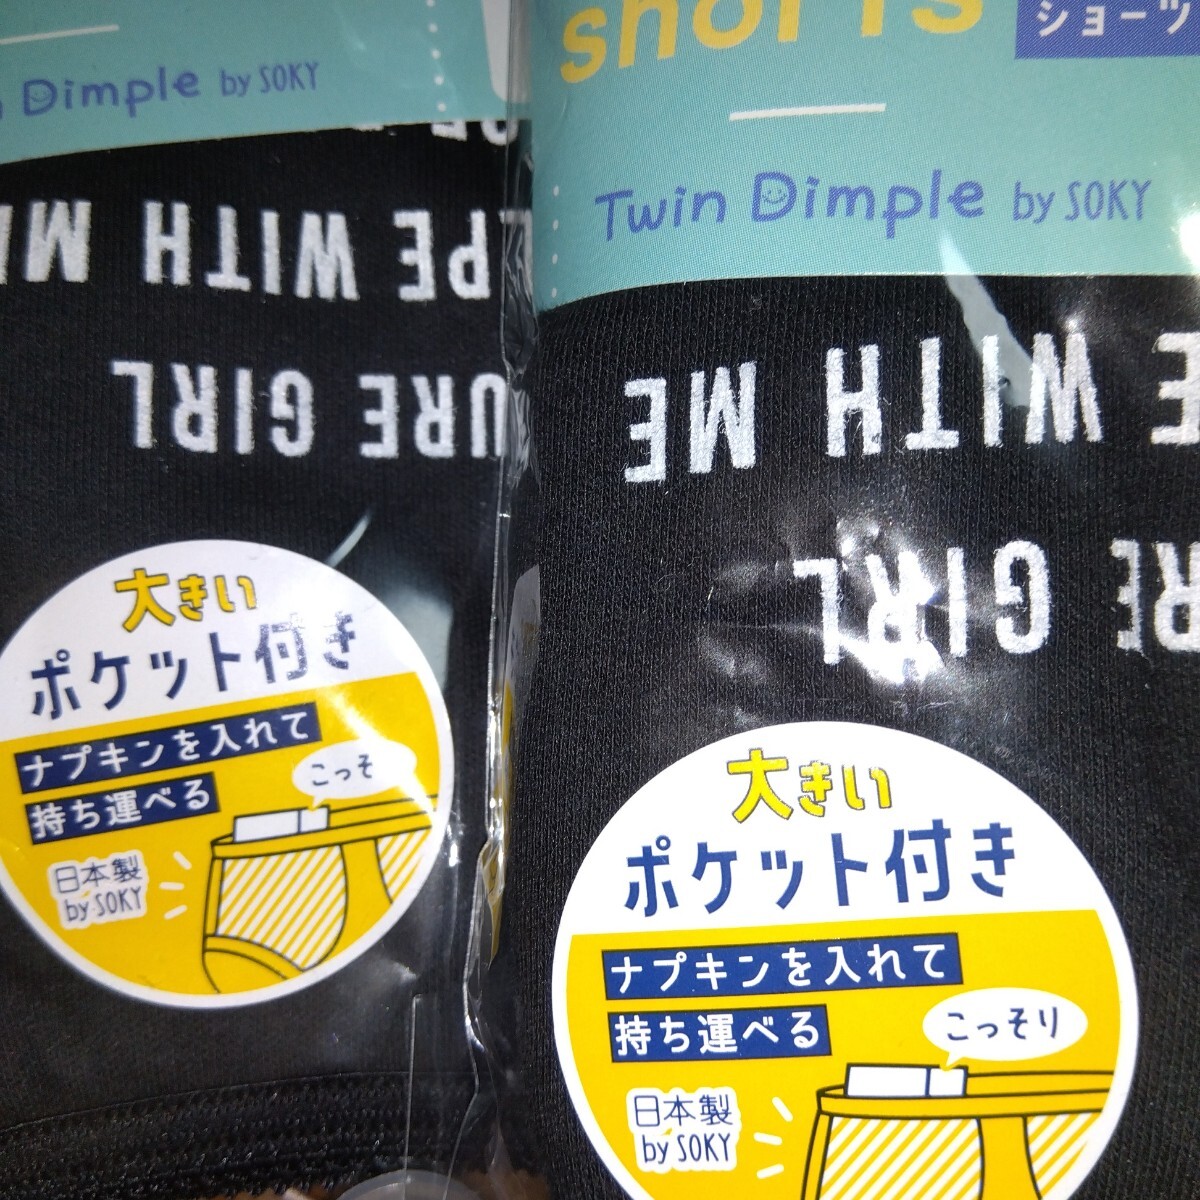 Dimple by SOKY
WITH
URE GIRL
大きい
ポケット付き
ナプキンを入れて
持ち運べる
こっそ
日本製
by SOKY
shorts
ショーツ
Twin Dimple by SOKY
WITH ME
GIRL
大きい
ポケット付き
ナプキンを入れて
持ち運べる
こっそり
日本製
by SOKY